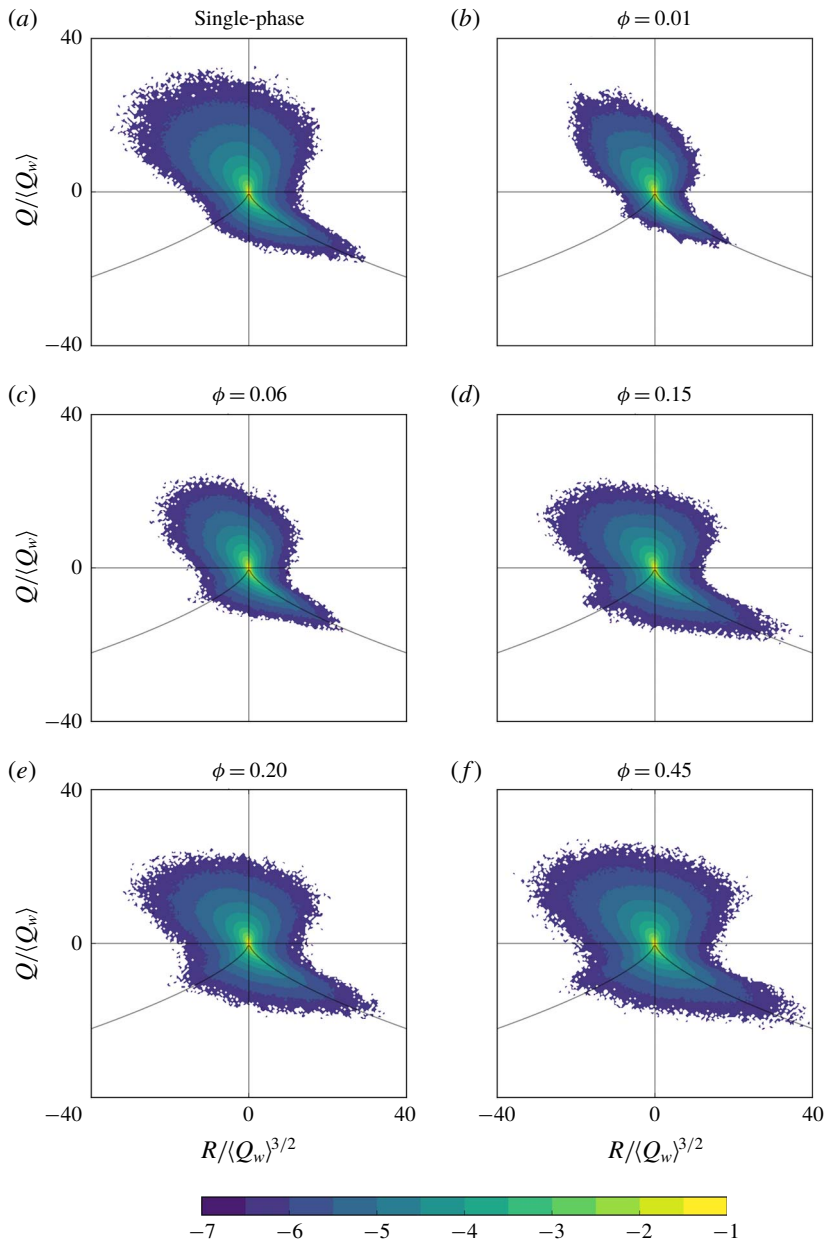 (a) Single-phase (b) ϕ = 0.01
40
Q/⟨Q_w⟩ 0
−40
(c) ϕ = 0.06 (d) ϕ = 0.15
40
Q/⟨Q_w⟩ 0
−40
(e) ϕ = 0.20 (f) ϕ = 0.45
40
Q/⟨Q_w⟩ 0
−40 0 40 −40 0 40
R/⟨Q_w⟩^{3/2} R/⟨Q_w⟩^{3/2}
−7 −6 −5 −4 −3 −2 −1